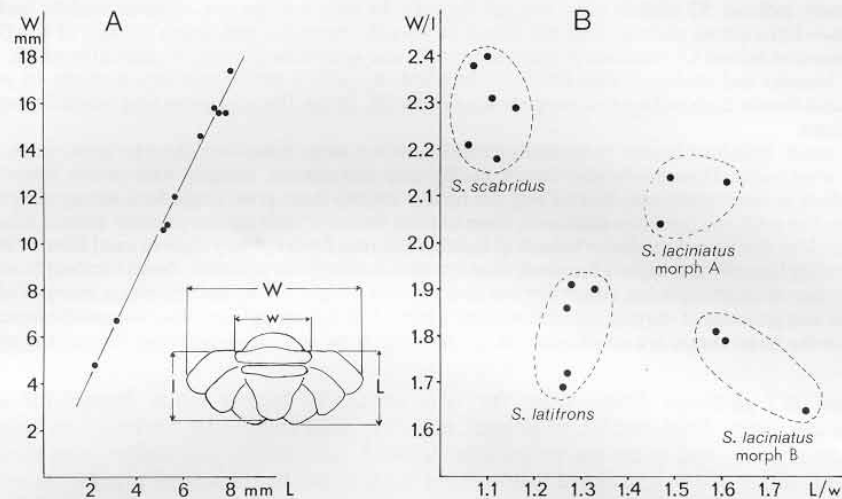 A
B
W
mm
18
16
14
12
10
8
6
4
2
2 4 6 8
mm L
W
w
l
L
W/l
2.4
2.3
2.2
2.1
2.0
1.9
1.8
1.7
1.6
1.1 1.2 1.3 1.4 1.5 1.6 1.7
L/w
S. scabridus
S. laciniatus
morph A
S. latifrons
S. laciniatus
morph B